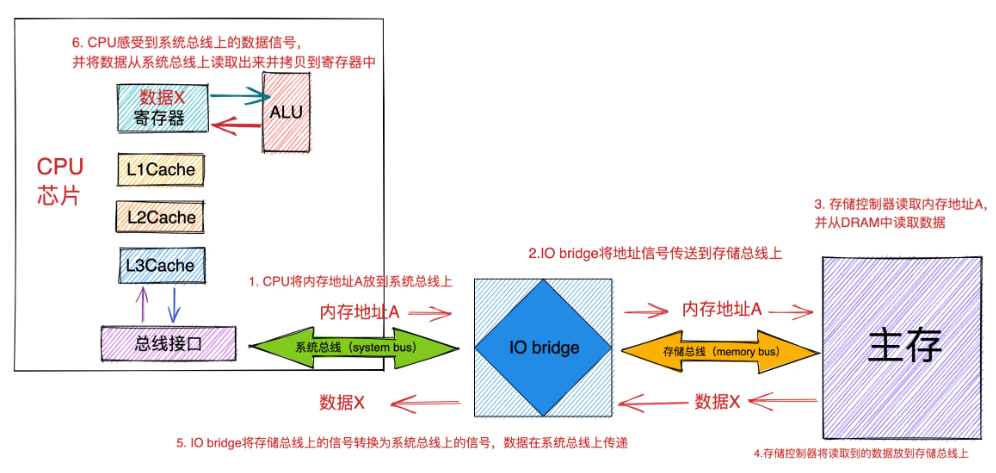 6. CPU感受到系统总线上的数据信号，
并将数据从系统总线上读取出来并拷贝到寄存器中
数据X
寄存器
ALU
CPU
芯片
L1Cache
L2Cache
L3Cache
总线接口
1. CPU将内存地址A放到系统总线上
内存地址A
系统总线（system bus）
数据X
2.IO bridge将地址信号传送到存储总线上
IO bridge
内存地址A
存储总线（memory bus）
数据X
3. 存储控制器读取内存地址A，
并从DRAM中读取数据
主存
5. IO bridge将存储总线上的信号转换为系统总线上的信号，数据在系统总线上传递
4.存储控制器将读取到的数据放到存储总线上